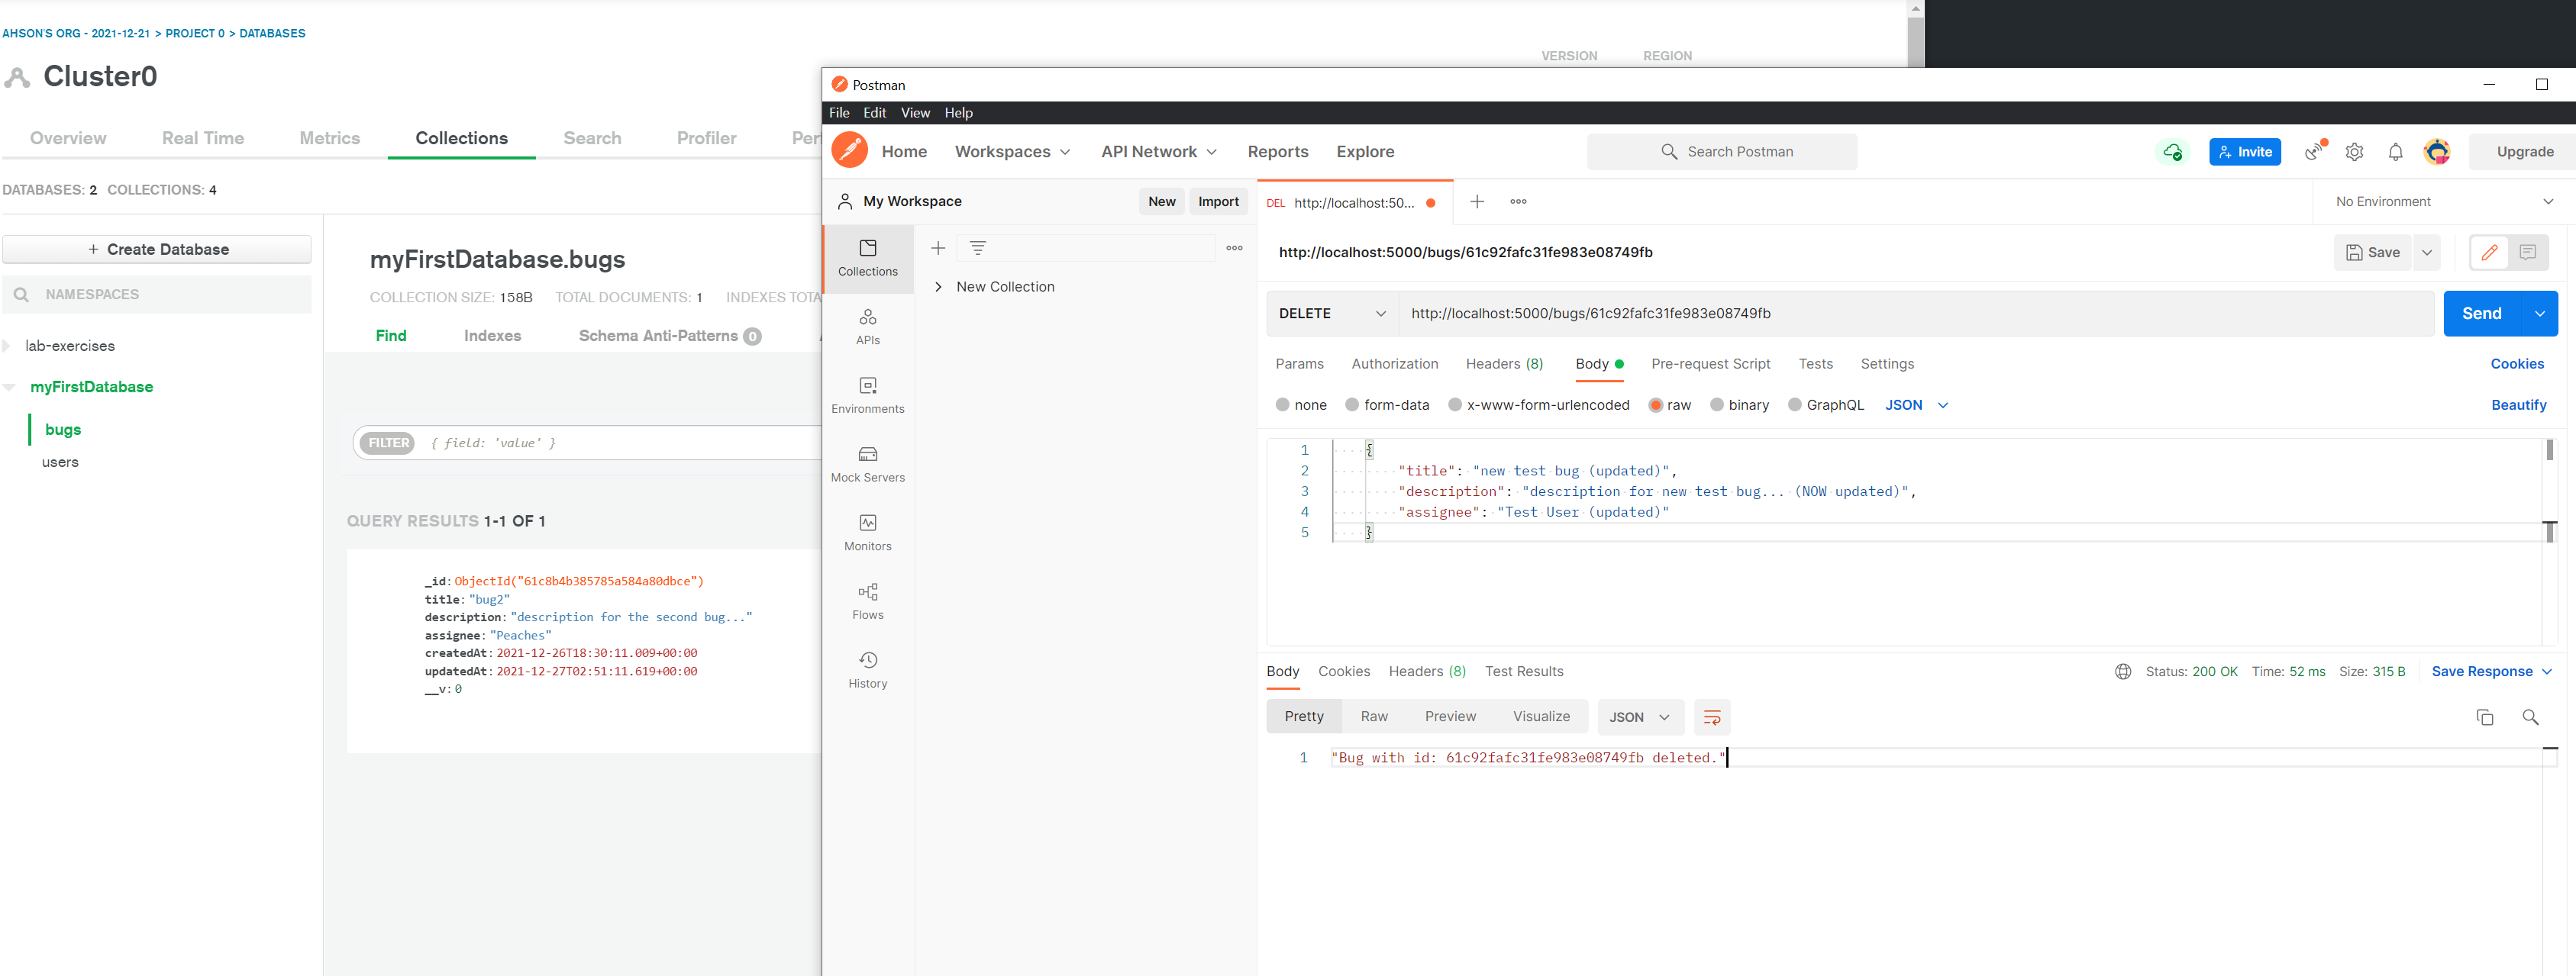 AHSON'S ORG - 2021-12-21 > PROJECT 0 > DATABASES
Cluster0
VERSION REGION
Overview Real Time Metrics Collections Search Profiler
DATABASES: 2 COLLECTIONS: 4
+ Create Database
NAMESPACES
lab-exercises
myFirstDatabase
bugs
users
myFirstDatabase.bugs
COLLECTION SIZE: 158B TOTAL DOCUMENTS: 1 INDEXES
Find Indexes Schema Anti-Patterns 0
FILTER { field: 'value' }
QUERY RESULTS 1-1 OF 1
_id: ObjectId("61c8b4b385785a584a80dbce")
title: "bug2"
description: "description for the second bug..."
assignee: "Peaches"
createdAt: 2021-12-26T18:30:11.009+00:00
updatedAt: 2021-12-27T02:51:11.619+00:00
__v: 0
Postman
File Edit View Help
Home Workspaces API Network Reports Explore
Search Postman
Invite
Upgrade
My Workspace
New Import
Collections
APIs
Environments
Mock Servers
Monitors
Flows
History
New Collection
DEL http://localhost:50...
No Environment
http://localhost:5000/bugs/61c92fafc31fe983e08749fb
Save
DELETE http://localhost:5000/bugs/61c92fafc31fe983e08749fb
Send
Params Authorization Headers (8) Body Pre-request Script Tests Settings Cookies
none form-data x-www-form-urlencoded raw binary GraphQL JSON Beautify
1 {
2 "title": "new test bug (updated)",
3 "description": "description for new test bug... (NOW updated)",
4 "assignee": "Test User (updated)"
5 }
Body Cookies Headers (8) Test Results
Status: 200 OK Time: 52 ms Size: 315 B Save Response
Pretty Raw Preview Visualize JSON
1 "Bug with id: 61c92fafc31fe983e08749fb deleted."